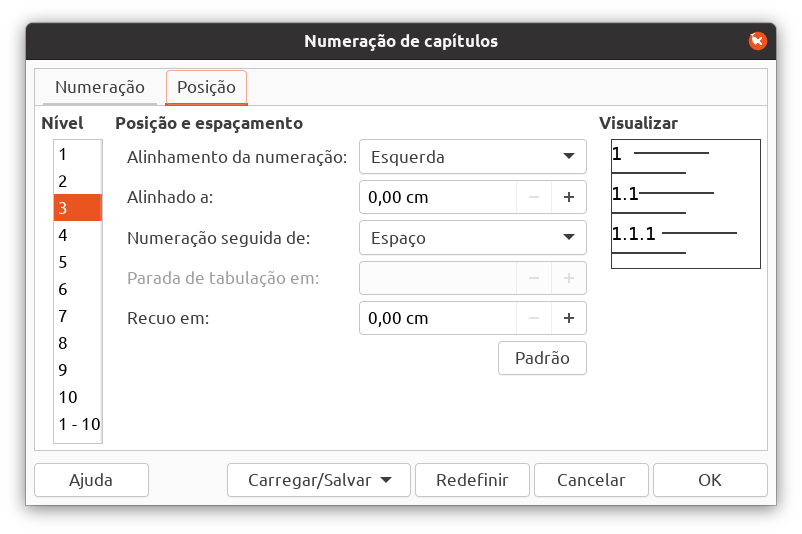 Numeração de capítulos
Numeração Posição
Nível
1
2
3
4
5
6
7
8
9
10
1 - 10
Posição e espaçamento
Alinhamento da numeração: Esquerda
Alinhado a: 0,00 cm
Numeração seguida de: Espaço
Parada de tabulação em:
Recuo em: 0,00 cm
Padrão
Visualizar
1
1.1
1.1.1
Ajuda Carregar/Salvar Redefinir Cancelar OK